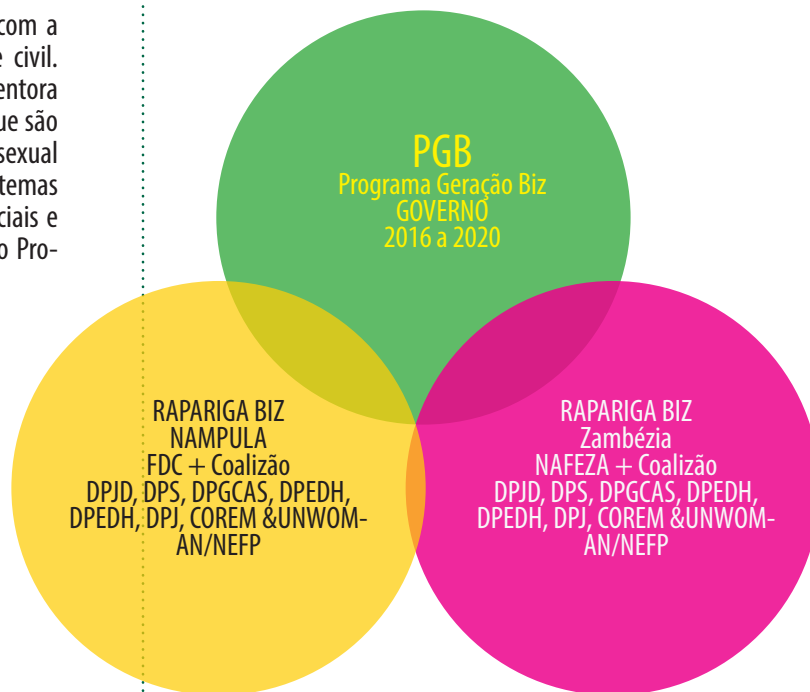 com a
e civil.
entora
ue são
sexual
temas
ciais e
o Pro-
PGB
Programa Geração Biz
GOVERNO
2016 a 2020
RAPARIGA BIZ
NAMPULA
FDC + Coalizão
DPJD, DPS, DPGCAS, DPEDH,
DPEDH, DPJ, COREM &UNWOM-
AN/NEFP
RAPARIGA BIZ
Zambézia
NAFEZA + Coalizão
DPJD, DPS, DPGCAS, DPEDH,
DPEDH, DPJ, COREM &UNWOM-
AN/NEFP